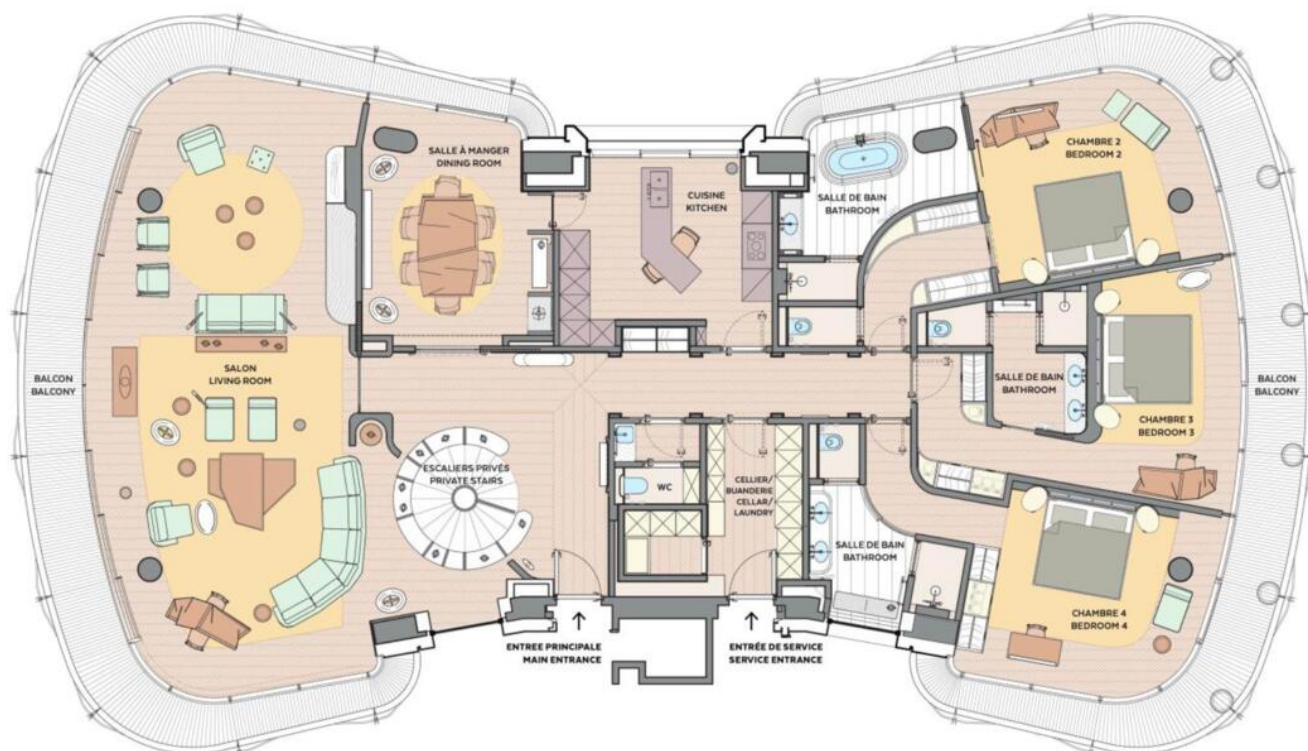 SALLE À MANGER
DINING ROOM
CUISINE
KITCHEN
SALLE DE BAIN
BATHROOM
CHAMBRE 2
BEDROOM 2
BALCON
BALCONY
SALON
LIVING ROOM
SALLE DE BAIN
BATHROOM
CHAMBRE 3
BEDROOM 3
BALCON
BALCONY
ESCALIERS PRIVÉS
PRIVATE STAIRS
WC
CELLIER/
BUANDERIE
CELLAR/
LAUNDRY
SALLE DE BAIN
BATHROOM
CHAMBRE 4
BEDROOM 4
ENTREE PRINCIPALE
MAIN ENTRANCE
ENTRÉE DE SERVICE
SERVICE ENTRANCE